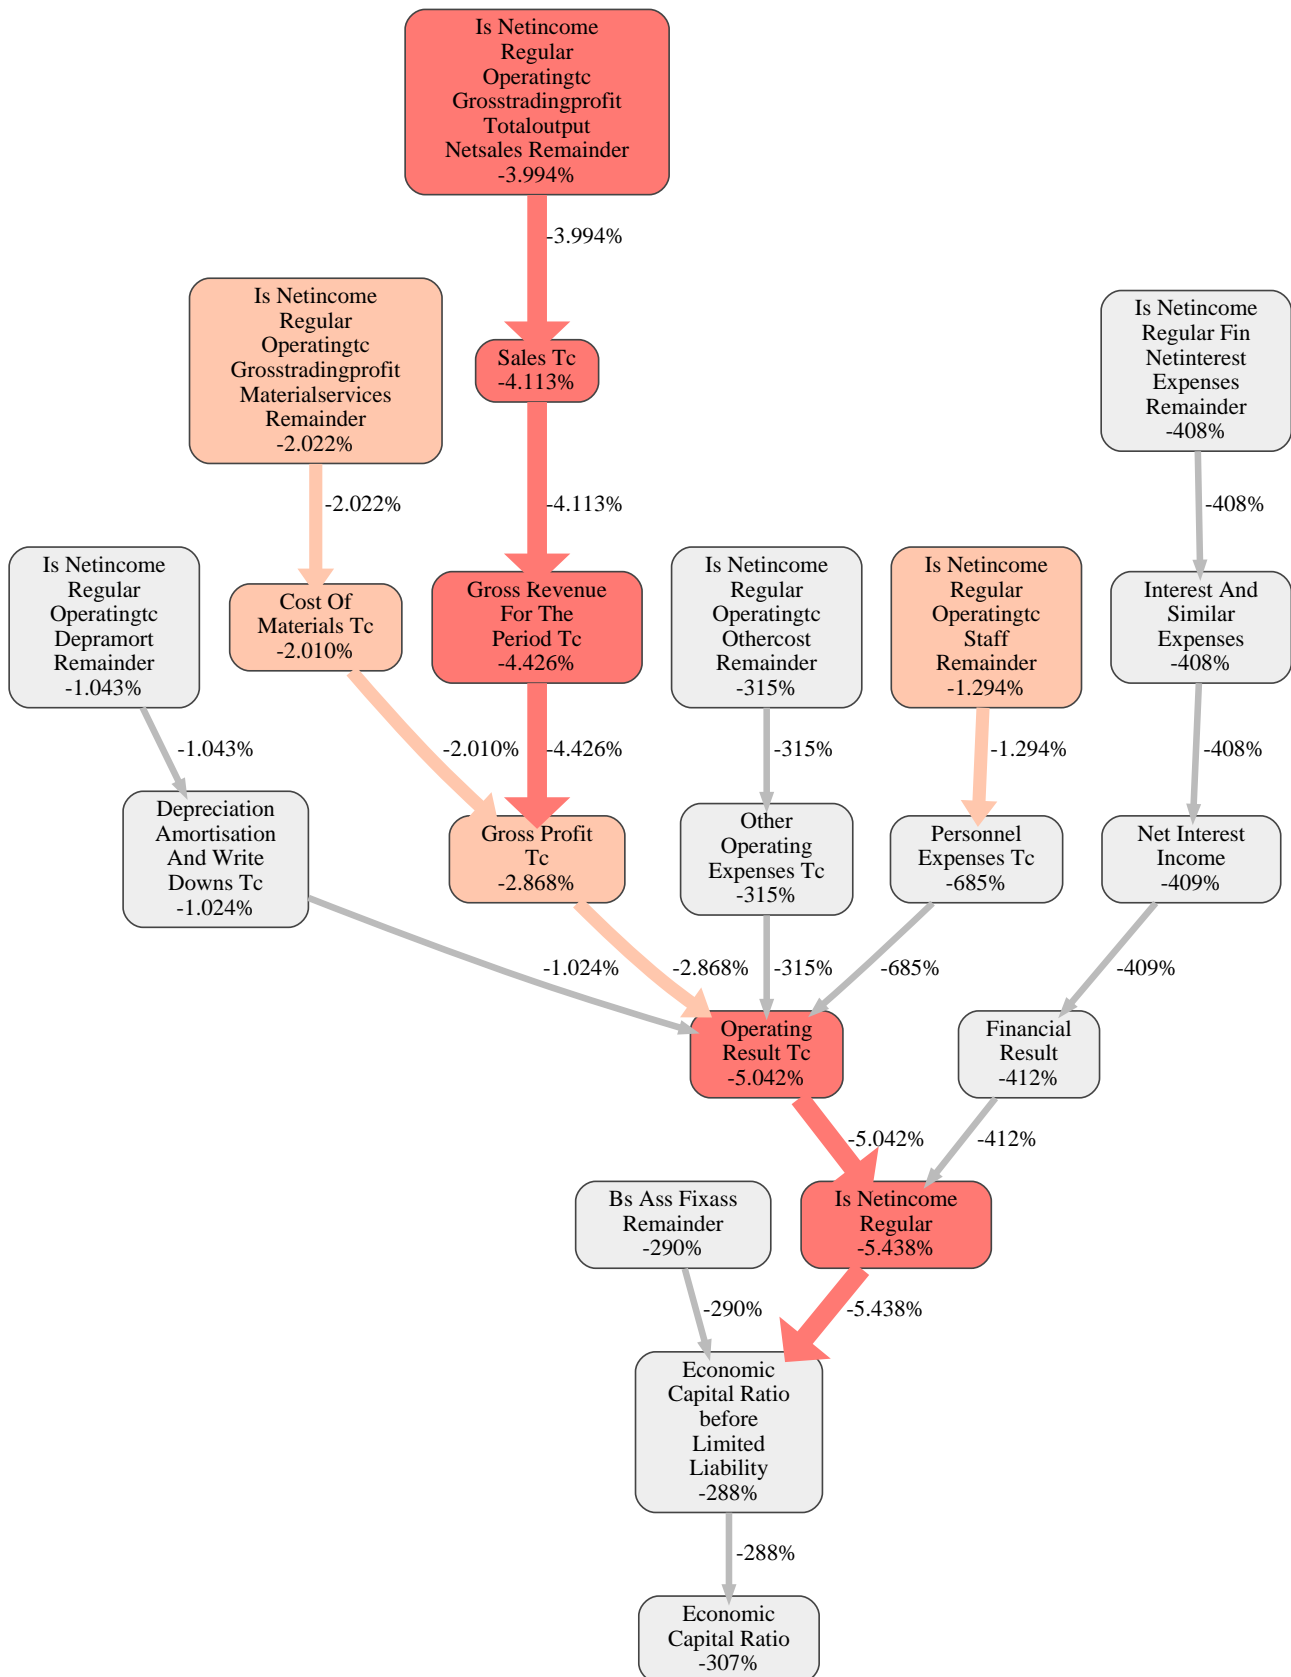 Is Netincome
Regular
Operatingtc
Grosstradingprofit
Totaloutput
Netsales Remainder
-3.994%
-3.994%
Is Netincome
Regular
Operatingtc
Grosstradingprofit
Materialservices
Remainder
-2.022%
Sales Tc
-4.113%
Is Netincome
Regular Fin
Netinterest
Expenses
Remainder
-408%
-2.022%
-4.113%
-408%
Is Netincome
Regular
Operatingtc
Depramort
Remainder
-1.043%
Cost Of
Materials Tc
-2.010%
Gross Revenue
For The
Period Tc
-4.426%
Is Netincome
Regular
Operatingtc
Othercost
Remainder
-315%
Is Netincome
Regular
Operatingtc
Staff
Remainder
-1.294%
Interest And
Similar
Expenses
-408%
-1.043%
-2.010%
-4.426%
-315%
-1.294%
-408%
Depreciation
Amortisation
And Write
Downs Tc
-1.024%
Gross Profit
Tc
-2.868%
Other
Operating
Expenses Tc
-315%
Personnel
Expenses Tc
-685%
Net Interest
Income
-409%
-1.024%
-2.868%
-315%
-685%
-409%
Operating
Result Tc
-5.042%
Financial
Result
-412%
-5.042%
-412%
Bs Ass Fixass
Remainder
-290%
Is Netincome
Regular
-5.438%
-290%
-5.438%
Economic
Capital Ratio
before
Limited
Liability
-288%
-288%
Economic
Capital Ratio
-307%